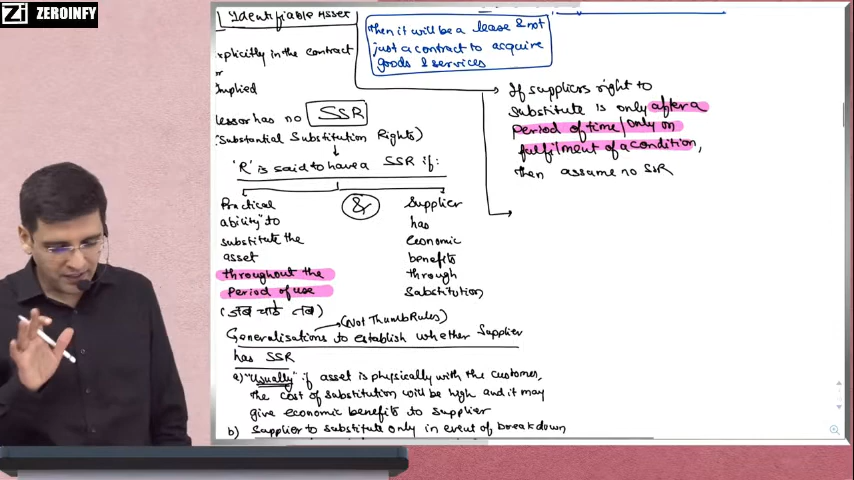 Zi ZEROINFY
Identifiable Asset
then it will be a lease & not
just a contract to acquire
goods & services
explicitly in the contract
or
Implied
lessor has no SSR
(Substantial Substitution Rights)
'R' is said to have a SSR if:
Practical
ability to
substitute the
asset
throughout the
Period of use
(जब चाहे तब)
&
Supplier
has
economic
benefits
through
Substitution
If suppliers right to
substitute is only after a
period of time/only on
fulfilment of a condition,
then assume no SSR
(Not Thumb Rules)
Generalisations to establish whether Supplier
has SSR
a) "Usually" if asset is physically with the customer,
the cost of substitution will be high and it may
give economic benefits to supplier
b) Supplier to substitute only in event of breakdown